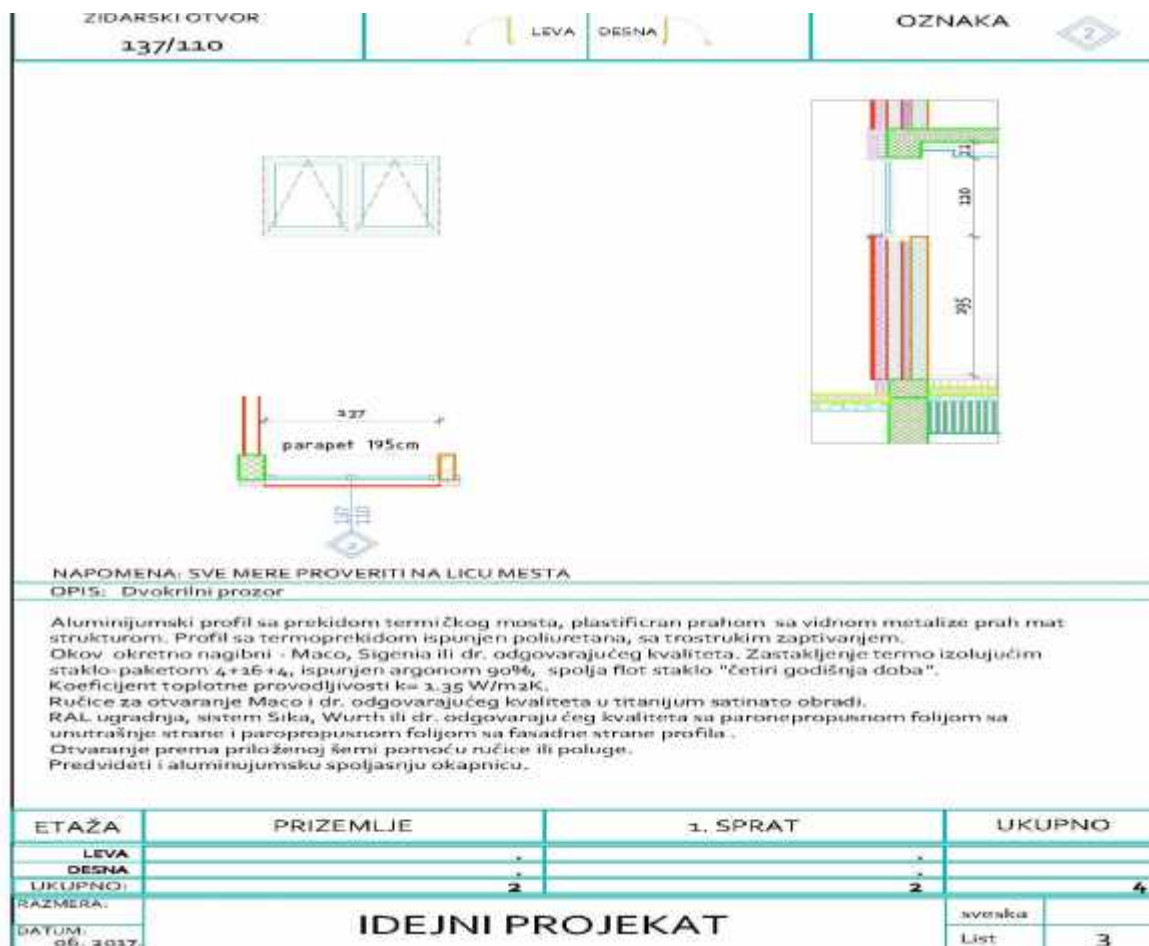 ZIDARSKI OTVOR
137/110
LEVA
DESNA
OZNAKA
2
110
195
137
parapet 195cm
137
110
2
NAPOMENA: SVE MERE PROVERITI NA LICU MESTA
OPIS: Dvokrilni prozor
Aluminijumski profil sa prekidom termičkog mosta, plastificran prahom sa vidnom metalize prah mat
strukturom. Profil sa termoprekidom ispunjen poliuretana, sa trostrukim zaptivanjem.
Okov okretno nagibni - Maco, Sigenia ili dr. odgovarajućeg kvaliteta. Zastakljenje termo izolujućim
staklo-paketom 4+16+4, ispunjen argonom 90%, spolja flot staklo "četiri godišnja doba".
Koeficijent toplotne provodljivosti k= 1.35 W/m2K.
Ručice za otvaranje Maco i dr. odgovarajućeg kvaliteta u titanijum satinato obradi.
RAL ugradnja, sistem Sika, Wurth ili dr. odgovaraju ćeg kvaliteta sa paronepropusnom folijom sa
unutrašnje strane i paropropusnom folijom sa fasadne strane profila .
Otvaranje prema priloženoj šemi pomoću ručice ili poluge.
Predvideti i aluminujumsku spoljasnju okapnicu.
ETAŽA PRIZEMLJE 1. SPRAT UKUPNO
LEVA . .
DESNA . .
UKUPNO: 2 2 4
RAZMERA:
DATUM:
06. 2017.
IDEJNI PROJEKAT
sveska
List 3